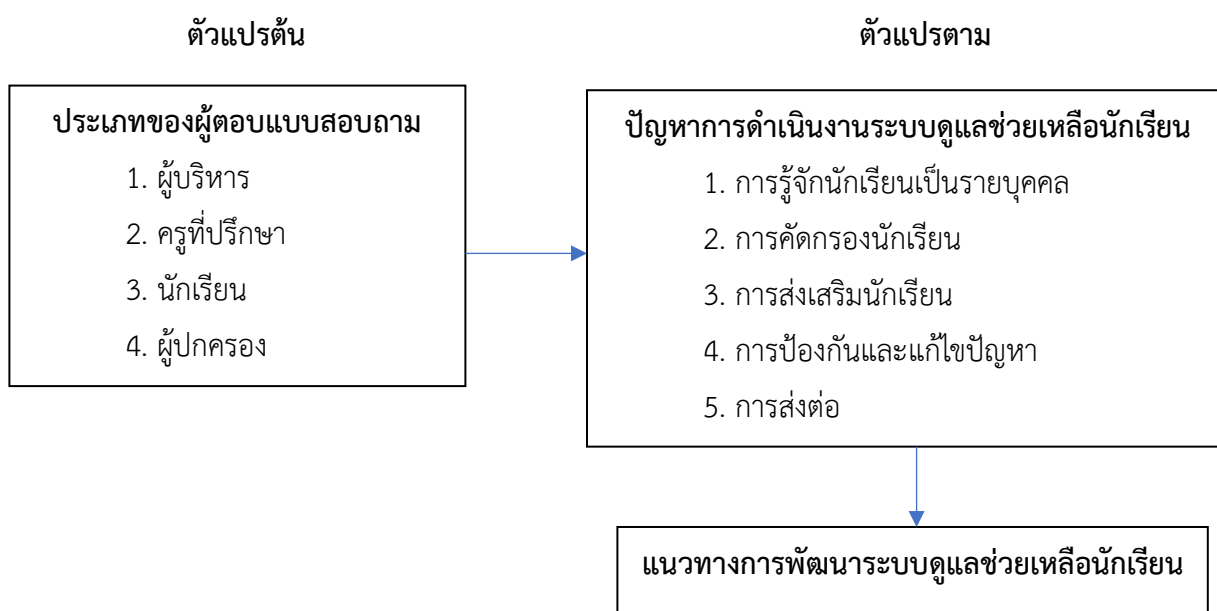 ตัวแปรต้น
ตัวแปรตาม
ประเภทของผู้ตอบแบบสอบถาม
1. ผู้บริหาร
2. ครูที่ปรึกษา
3. นักเรียน
4. ผู้ปกครอง
ปัญหาการดำเนินงานระบบดูแลช่วยเหลือนักเรียน
1. การรู้จักนักเรียนเป็นรายบุคคล
2. การคัดกรองนักเรียน
3. การส่งเสริมนักเรียน
4. การป้องกันและแก้ไขปัญหา
5. การส่งต่อ
แนวทางการพัฒนาระบบดูแลช่วยเหลือนักเรียน